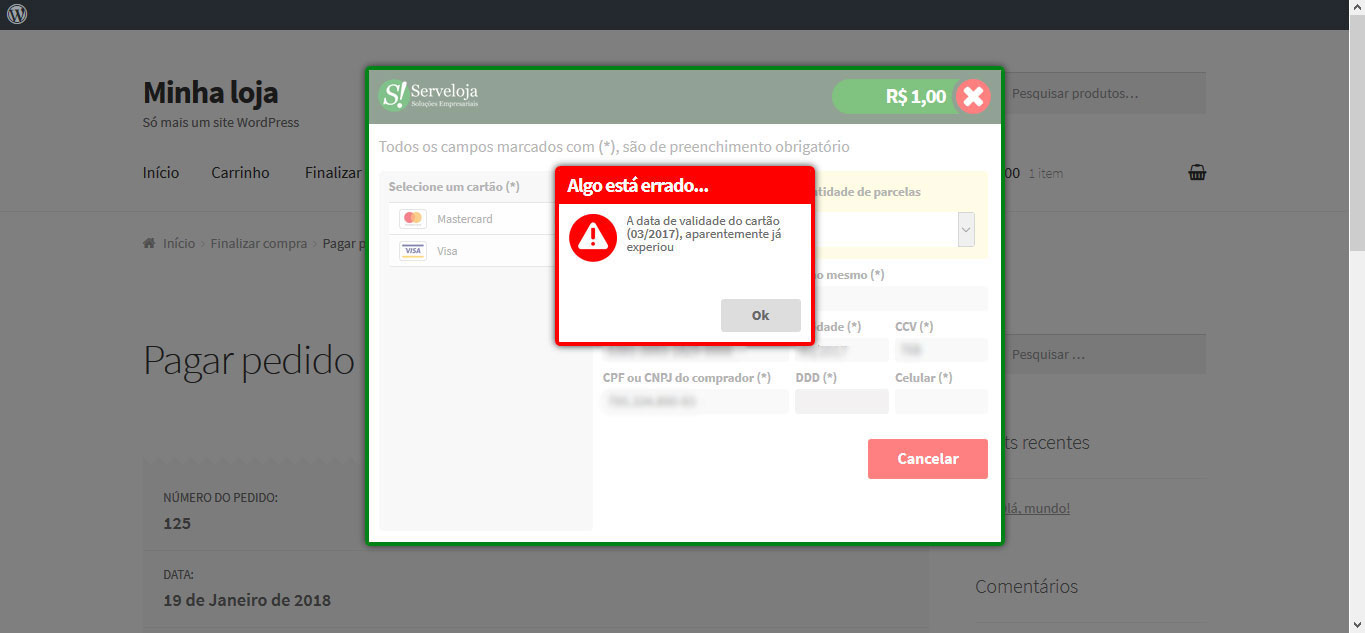 Minha loja
Só mais um site WordPress
Início
Carrinho
Finalizar
00 1 item
Pesquisar produtos...
Início › Finalizar compra › Pagar p
Pagar pedido
NÚMERO DO PEDIDO:
125
DATA:
19 de Janeiro de 2018
S! Serveloja
Soluções Empresariais
R$ 1,00
Todos os campos marcados com (*), são de preenchimento obrigatório
Selecione um cartão (*)
Mastercard
VISA Visa
Algo está errado...
A data de validade do cartão
(03/2017), aparentemente já
experiou
Ok
tidade de parcelas
o mesmo (*)
dade (*)
CCV (*)
CPF ou CNPJ do comprador (*)
DDD (*)
Celular (*)
Cancelar
Pesquisar ...
ts recentes
lá, mundo!
Comentários